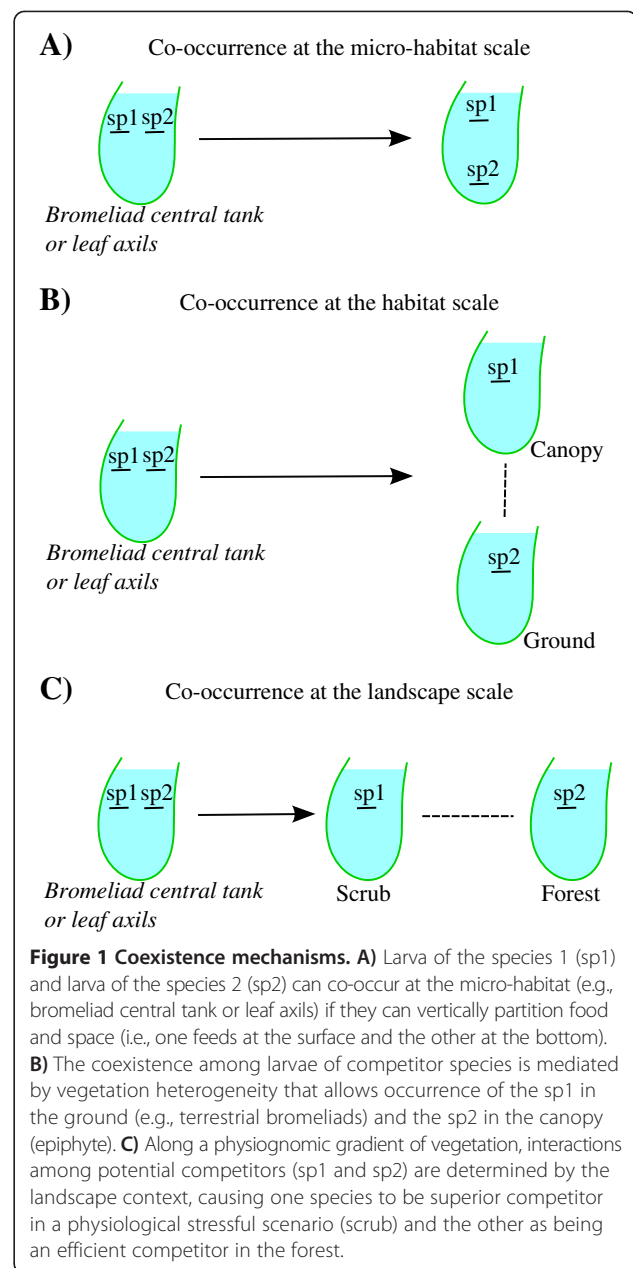 A) Co-occurrence at the micro-habitat scale
sp1 sp2
sp1
sp2
Bromeliad central tank
or leaf axils
B) Co-occurrence at the habitat scale
sp1
sp1 sp2
Canopy
Bromeliad central tank
or leaf axils
sp2
Ground
C) Co-occurrence at the landscape scale
sp1 sp2 sp1 sp2
Bromeliad central tank
or leaf axils
Scrub Forest
Figure 1 Coexistence mechanisms. A) Larva of the species 1 (sp1)
and larva of the species 2 (sp2) can co-occur at the micro-habitat (e.g.,
bromeliad central tank or leaf axils) if they can vertically partition food
and space (i.e., one feeds at the surface and the other at the bottom).
B) The coexistence among larvae of competitor species is mediated
by vegetation heterogeneity that allows occurrence of the sp1 in
the ground (e.g., terrestrial bromeliads) and the sp2 in the canopy
(epiphyte). C) Along a physiognomic gradient of vegetation, interactions
among potential competitors (sp1 and sp2) are determined by the
landscape context, causing one species to be superior competitor
in a physiological stressful scenario (scrub) and the other as being
an efficient competitor in the forest.